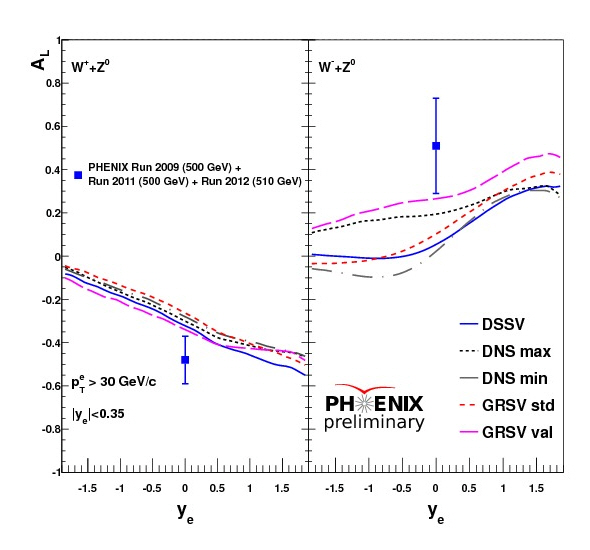 A_L
W⁺+Z⁰
W⁻+Z⁰
PHENIX Run 2009 (500 GeV) +
Run 2011 (500 GeV) + Run 2012 (510 GeV)
1
0.8
0.6
0.4
0.2
0
-0.2
-0.4
-0.6
-0.8
-1
p_T^e > 30 GeV/c
|y_e|<0.35
DSSV
DNS max
DNS min
GRSV std
GRSV val
PHENIX
preliminary
-1.5 -1 -0.5 0 0.5 1 1.5
-1.5 -1 -0.5 0 0.5 1 1.5
y_e
y_e